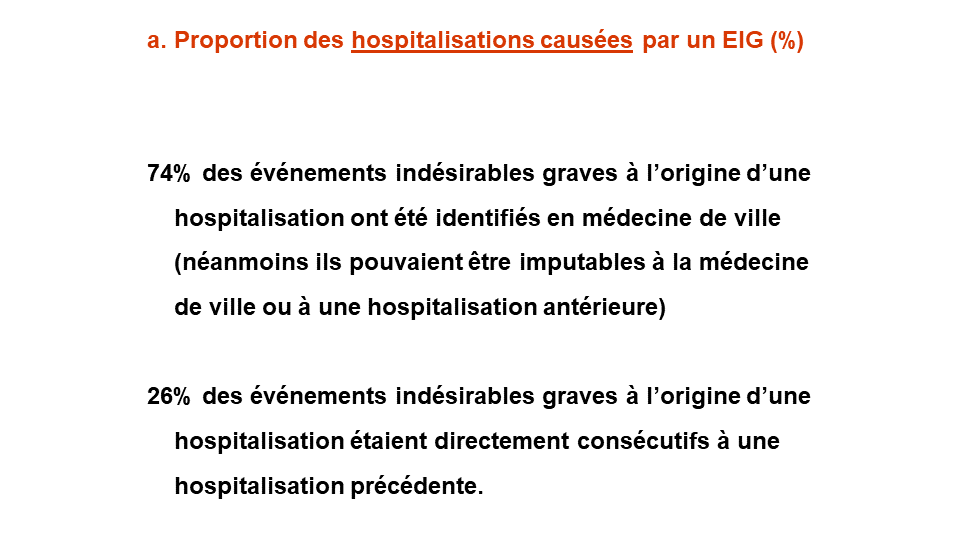 a. Proportion des hospitalisations causées par un EIG (%)
74% des événements indésirables graves à l’origine d’une
hospitalisation ont été identifiés en médecine de ville
(néanmoins ils pouvaient être imputables à la médecine
de ville ou à une hospitalisation antérieure)
26% des événements indésirables graves à l’origine d’une
hospitalisation étaient directement consécutifs à une
hospitalisation précédente.